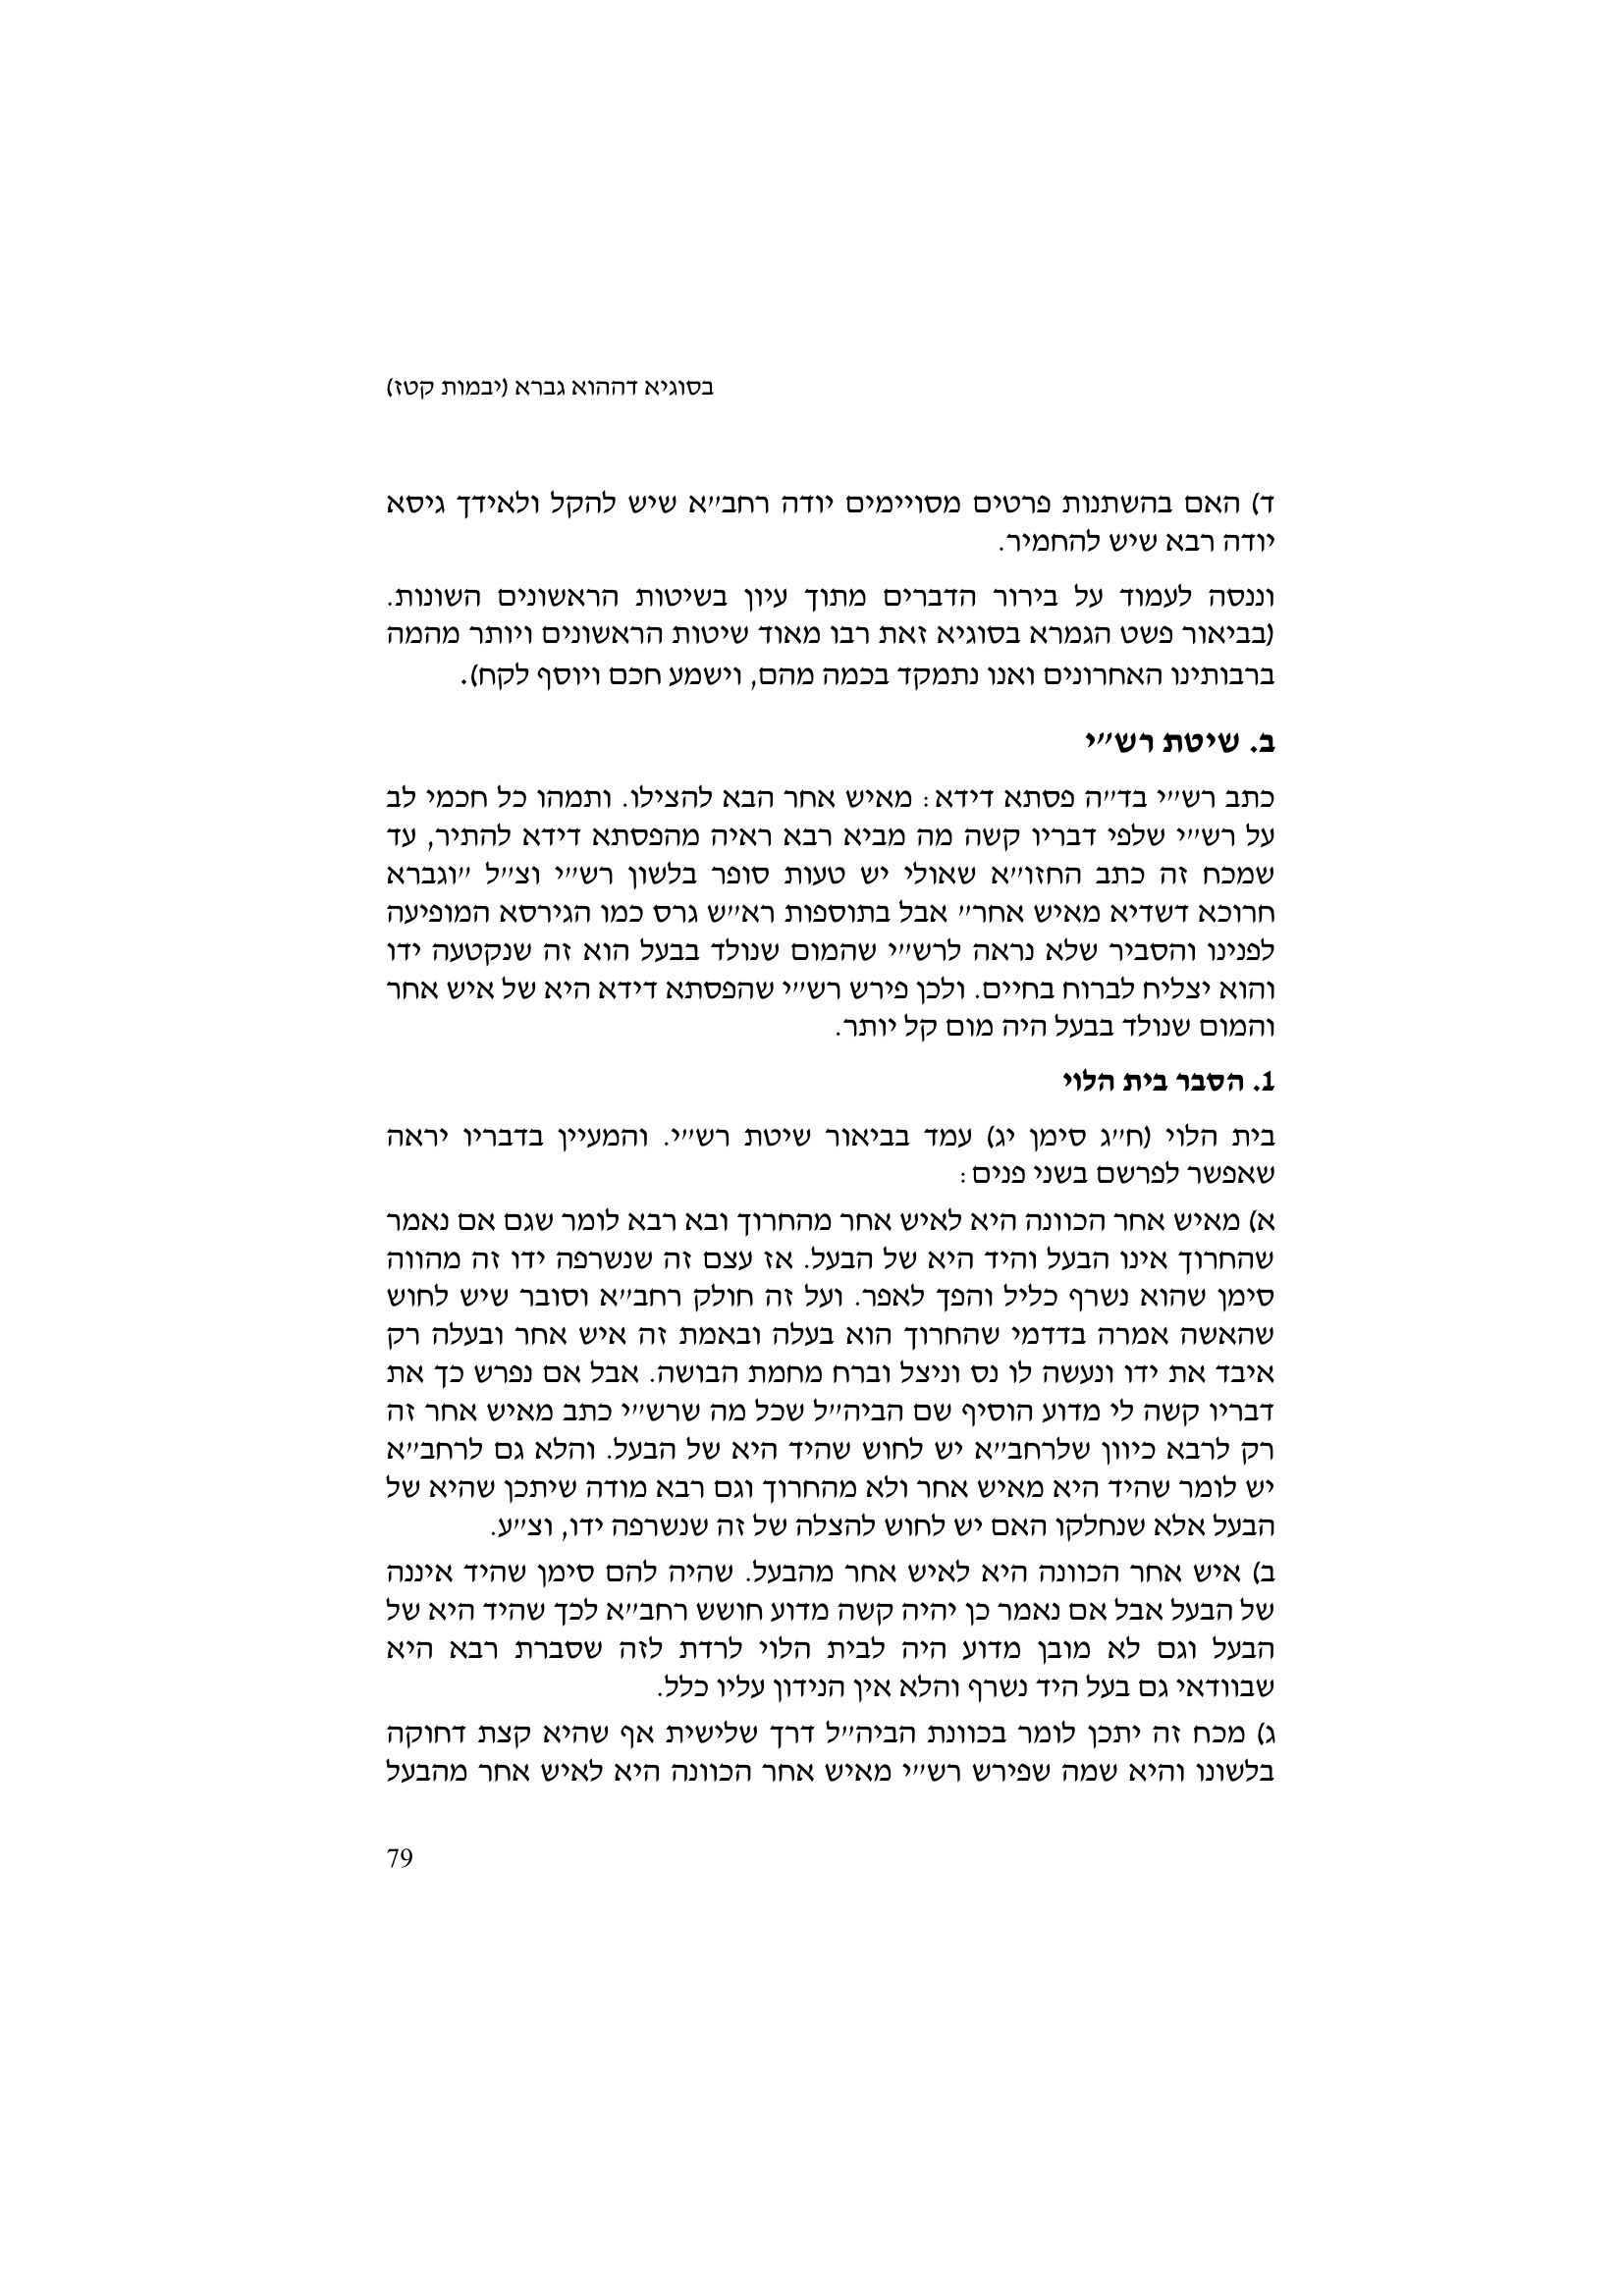 בסוגיא דההוא גברא (יבמות קטז)
ד) האם בהשתנות פרטים מסויימים יודה רחב״א שיש להקל ולאידך גיסא
יודה רבא שיש להחמיר.
וננסה לעמוד על בירור הדברים מתוך עיון בשיטות הראשונים השונות.
(בביאור פשט הגמרא בסוגיא זאת רבו מאוד שיטות הראשונים ויותר מהמה
ברבותינו האחרונים ואנו נתמקד בכמה מהם, וישמע חכם ויוסף לקח).
ב. שיטת רש״י
כתב רש״י בד״ה פסתא דידא: מאיש אחר הבא להצילו. ותמהו כל חכמי לב
על רש״י שלפי דבריו קשה מה מביא רבא ראיה מהפסתא דידא להתיר, עד
שמכח זה כתב החזו״א שאולי יש טעות סופר בלשון רש״י וצ״ל ״וגברא
חרוכא דשדיא מאיש אחר״ אבל בתוספות רא״ש גרס כמו הגירסא המופיעה
לפנינו והסביר שלא נראה לרש״י שהמום שנולד בבעל הוא זה שנקטעה ידו
והוא יצליח לברוח בחיים. ולכן פירש רש״י שהפסתא דידא היא של איש אחר
והמום שנולד בבעל היה מום קל יותר.
1. הסבר בית הלוי
בית הלוי (ח״ג סימן יג) עמד בביאור שיטת רש״י. והמעיין בדבריו יראה
שאפשר לפרשם בשני פנים:
א) מאיש אחר הכוונה היא לאיש אחר מהחרוך ובא רבא לומר שגם אם נאמר
שהחרוך אינו הבעל והיד היא של הבעל. אז עצם זה שנשרפה ידו זה מהווה
סימן שהוא נשרף כליל והפך לאפר. ועל זה חולק רחב״א וסובר שיש לחוש
שהאשה אמרה בדדמי שהחרוך הוא בעלה ובאמת זה איש אחר ובעלה רק
איבד את ידו ונעשה לו נס וניצל וברח מחמת הבושה. אבל אם נפרש כך את
דבריו קשה לי מדוע הוסיף שם הביה״ל שכל מה שרש״י כתב מאיש אחר זה
רק לרבא כיוון שלרחב״א יש לחוש שהיד היא של הבעל. והלא גם לרחב״א
יש לומר שהיד היא מאיש אחר ולא מהחרוך וגם רבא מודה שיתכן שהיא של
הבעל אלא שנחלקו האם יש לחוש להצלה של זה שנשרפה ידו, וצ״ע.
ב) איש אחר הכוונה היא לאיש אחר מהבעל. שהיה להם סימן שהיד איננה
של הבעל אבל אם נאמר כן יהיה קשה מדוע חושש רחב״א לכך שהיד היא של
הבעל וגם לא מובן מדוע היה לבית הלוי לרדת לזה שסברת רבא היא
שבוודאי גם בעל היד נשרף והלא אין הנידון עליו כלל.
ג) מכח זה יתכן לומר בכוונת הביה״ל דרך שלישית אף שהיא קצת דחוקה
בלשונו והיא שמה שפירש רש״י מאיש אחר הכוונה היא לאיש אחר מהבעל
79